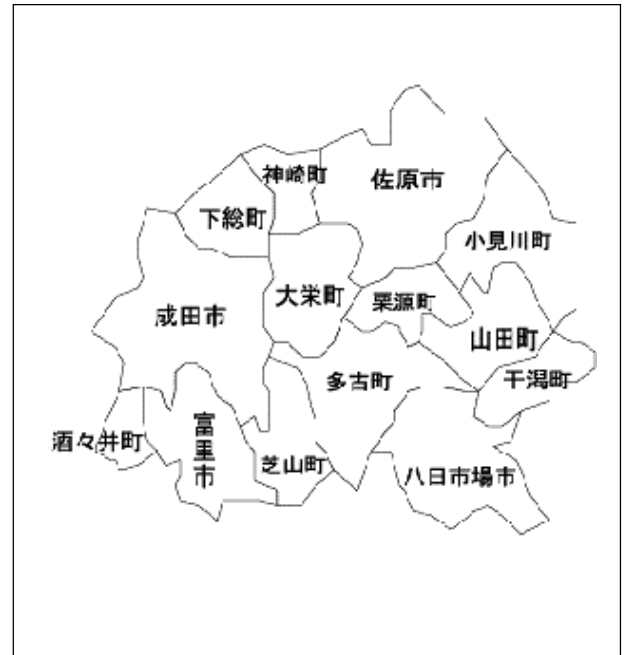 神崎町
佐原市
下総町
小見川町
大栄町
栗源町
成田市
山田町
多古町
干潟町
酒々井町
富里市
芝山町
八日市場市